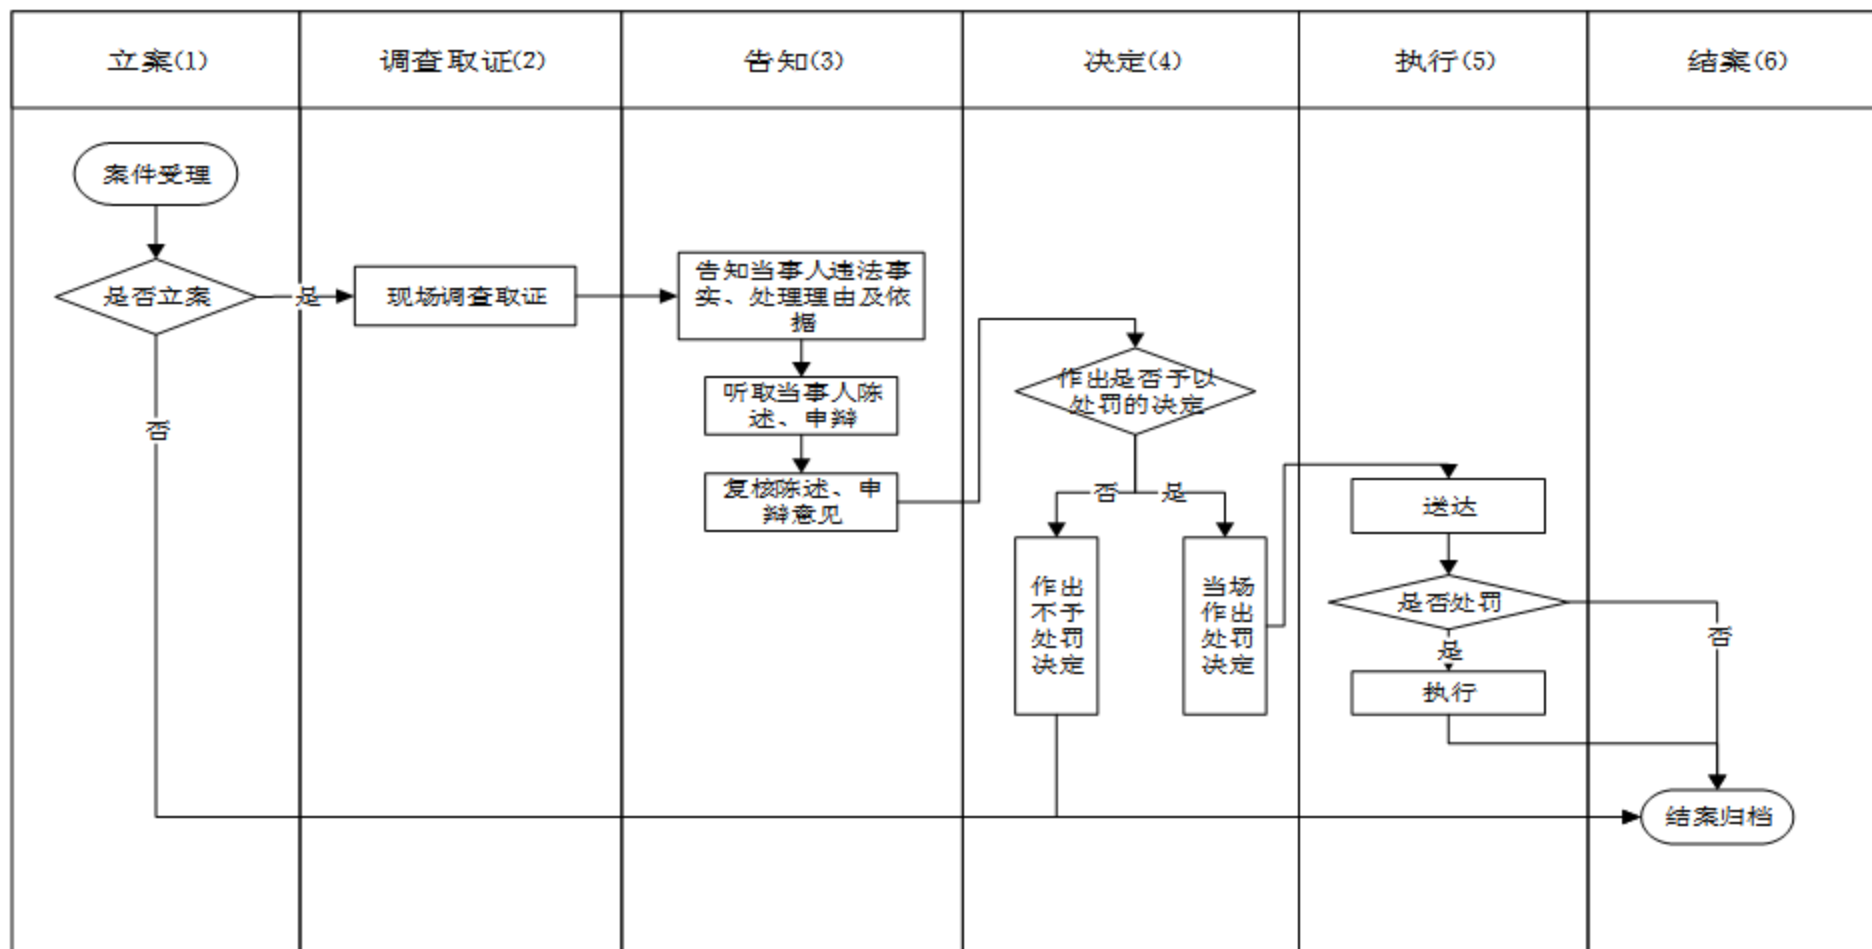 立案(1)
调查取证(2)
告知(3)
决定(4)
执行(5)
结案(6)
案件受理
是否立案
是
否
现场调查取证
告知当事人违法事
实、处理理由及依
据
听取当事人陈
述、申辩
复核陈述、申
辩意见
作出是否予以
处罚的决定
否
是
作出
不予
处罚
决定
当场
作出
处罚
决定
送达
是否处罚
是
否
执行
结案归档